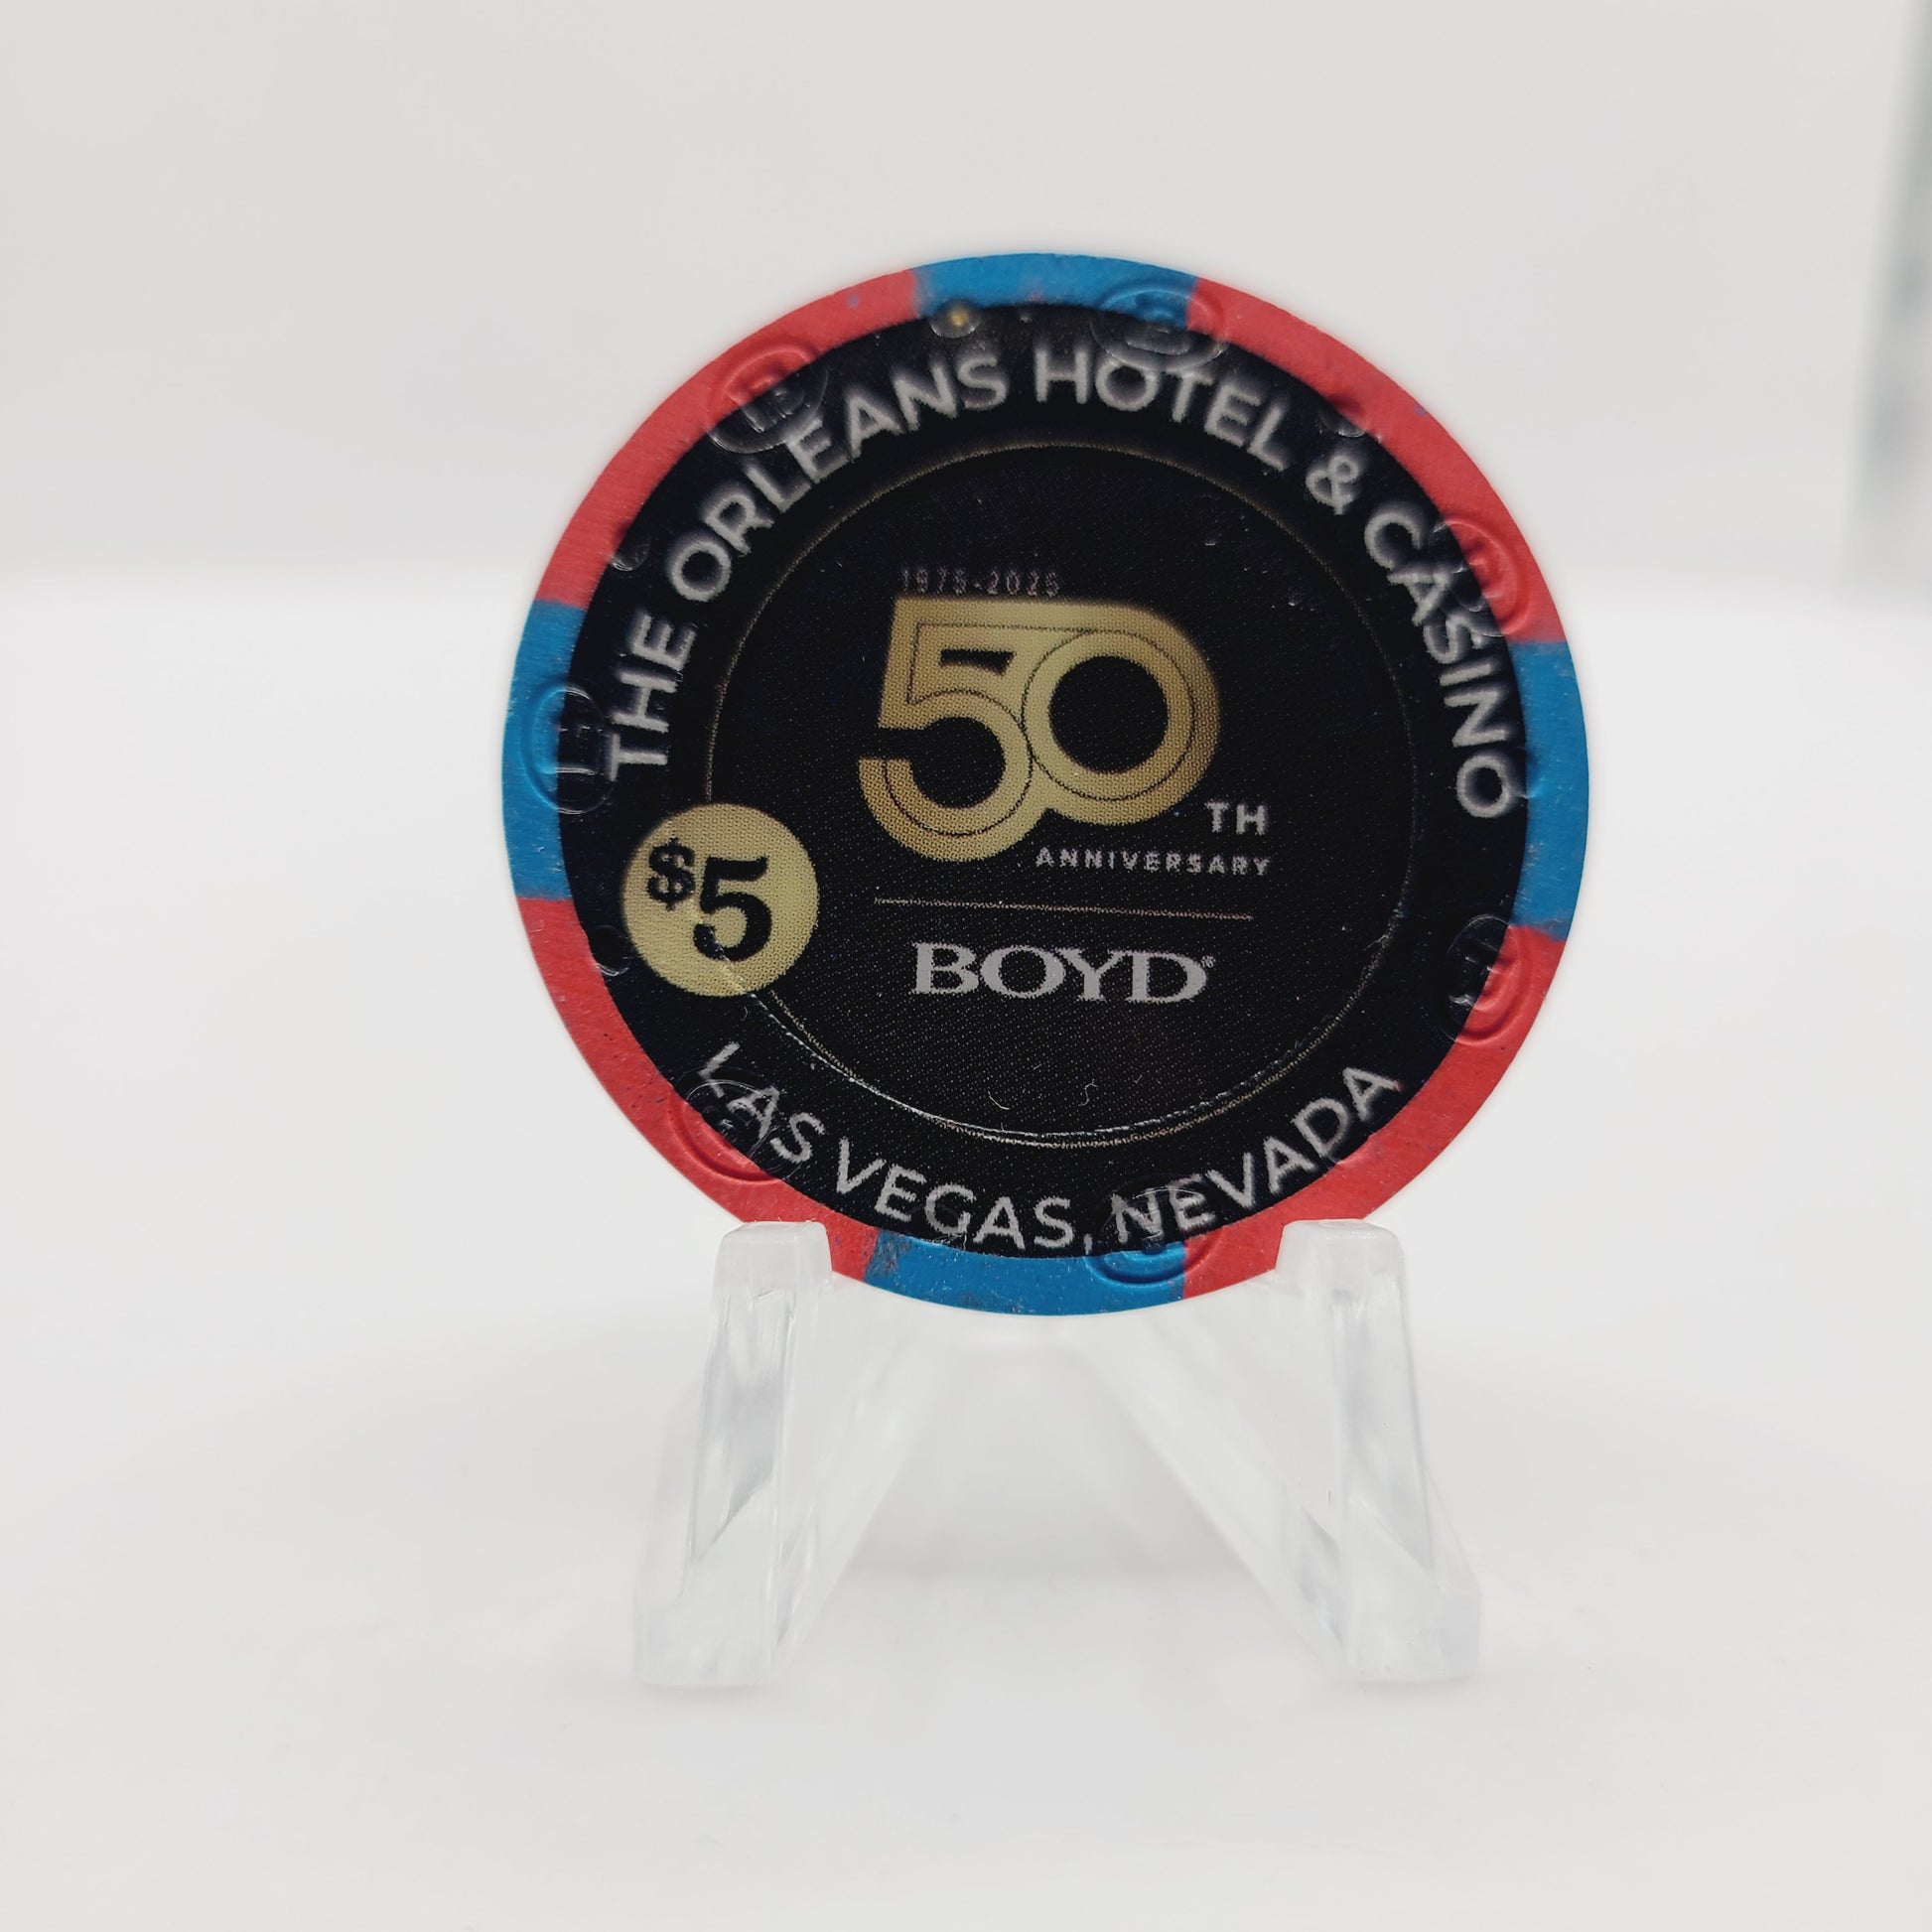 THE ORLEANS HOTEL & CASINO
1975-2025
50
TH
ANNIVERSARY
$5
BOYD®
LAS VEGAS, NEVADA